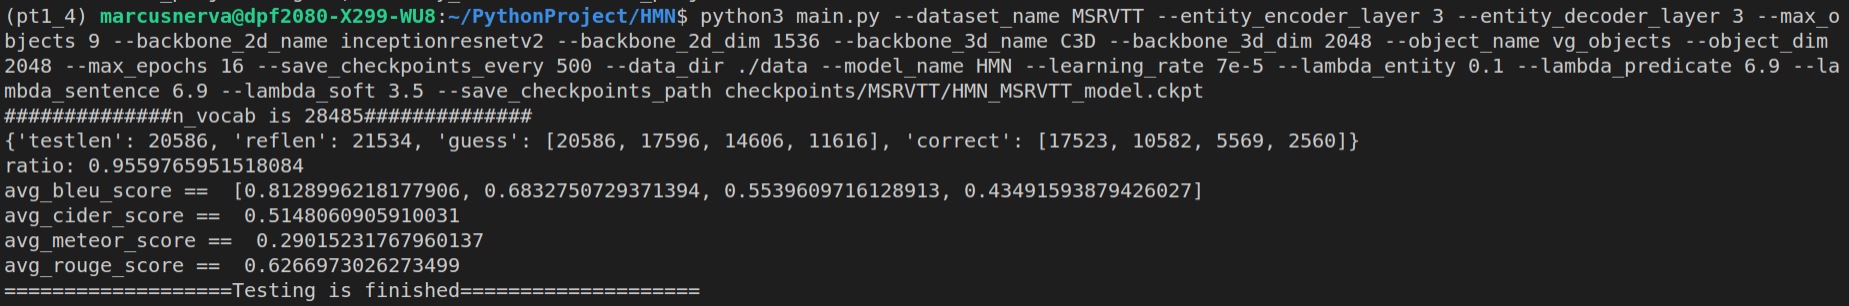 (pt1_4) marcusnerva@dpf2080-X299-WU8:~/PythonProject/HMN$ python3 main.py --dataset_name MSRVTT --entity_encoder_layer 3 --entity_decoder_layer 3 --max_o
bjects 9 --backbone_2d_name inceptionresnetv2 --backbone_2d_dim 1536 --backbone_3d_name C3D --backbone_3d_dim 2048 --object_name vg_objects --object_dim
2048 --max_epochs 16 --save_checkpoints_every 500 --data_dir ./data --model_name HMN --learning_rate 7e-5 --lambda_entity 0.1 --lambda_predicate 6.9 --la
mbda_sentence 6.9 --lambda_soft 3.5 --save_checkpoints_path checkpoints/MSRVTT/HMN_MSRVTT_model.ckpt
##############n_vocab is 28485##############
{'testlen': 20586, 'reflen': 21534, 'guess': [20586, 17596, 14606, 11616], 'correct': [17523, 10582, 5569, 2560]}
ratio: 0.9559765951518084
avg_bleu_score ==  [0.8128996218177906, 0.6832750729371394, 0.5539609716128913, 0.43491593879426027]
avg_cider_score ==  0.5148060905910031
avg_meteor_score ==  0.29015231767960137
avg_rouge_score ==  0.6266973026273499
===================Testing is finished====================